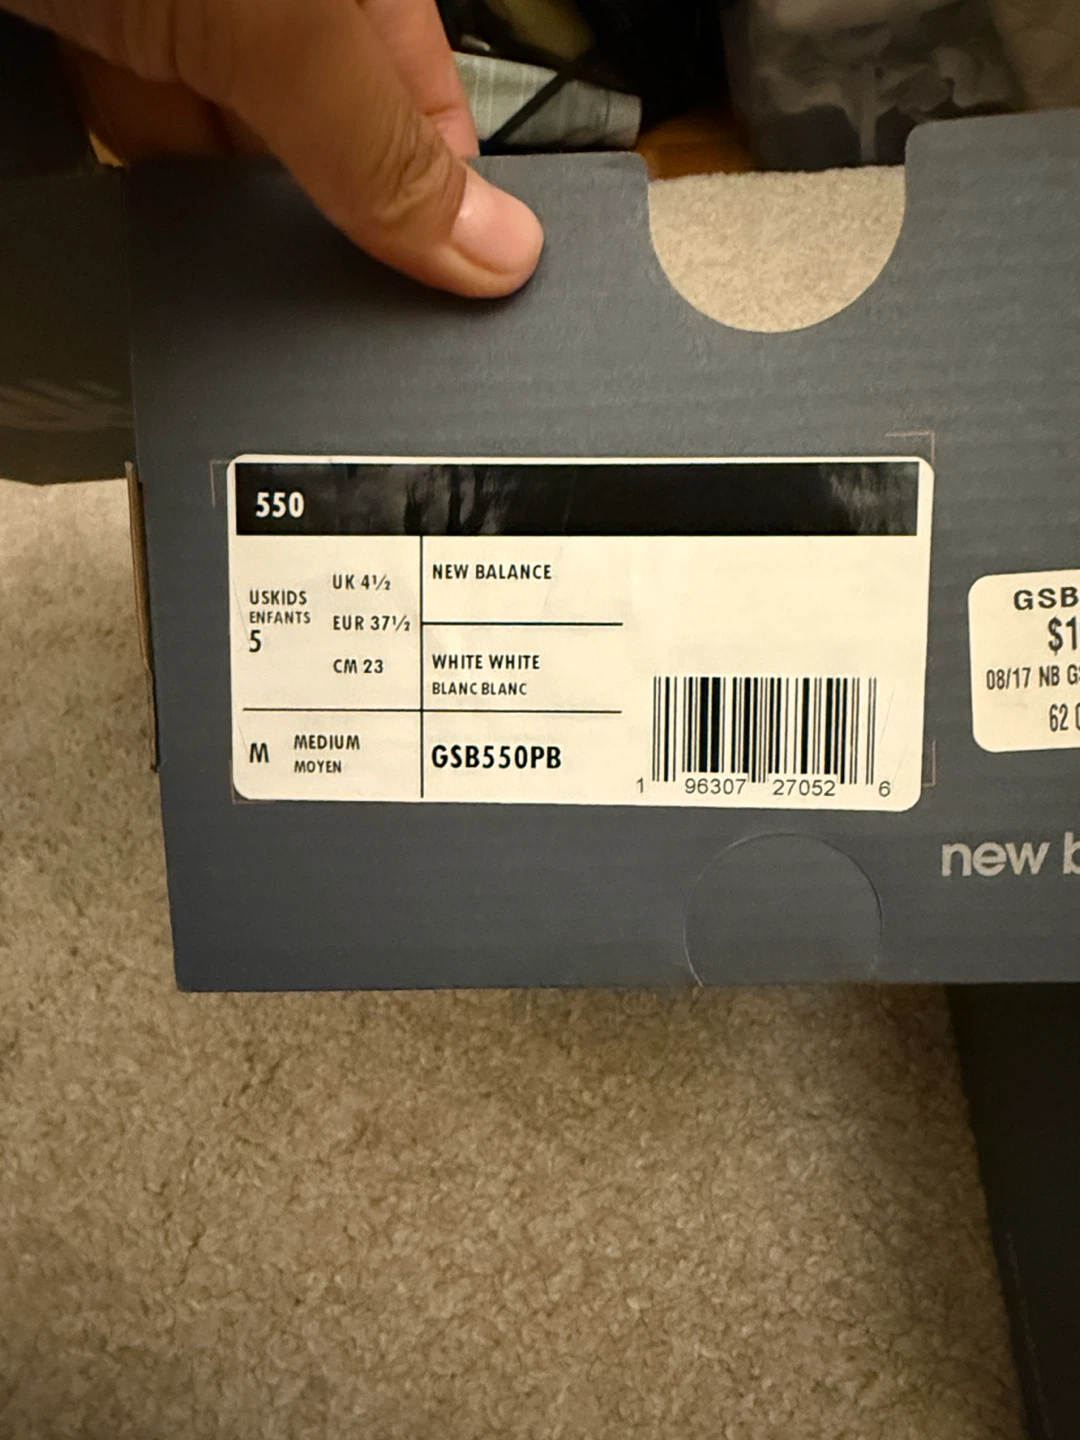 550
USKIDS
ENFANTS
5
UK 4½
EUR 37½
CM 23
NEW BALANCE
WHITE WHITE
BLANC BLANC
M MEDIUM
MOYEN
GSB550PB
1 96307 27052 6
GSB
$1
08/17 NB G
62
new b